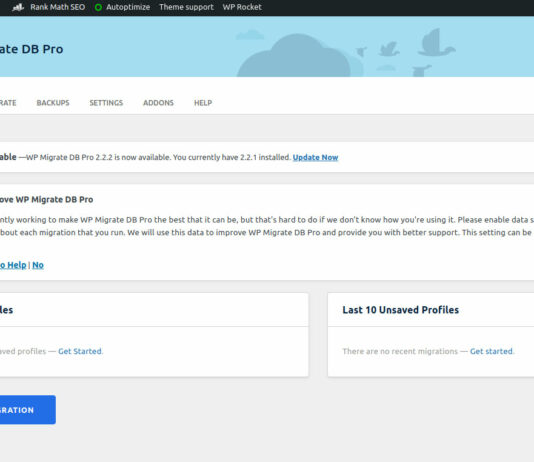 Rank Math SEO Autoptimize Theme support WP Rocket
ate DB Pro
RATE BACKUPS SETTINGS ADDONS HELP
able — WP Migrate DB Pro 2.2.2 is now available. You currently have 2.2.1 installed. Update Now
ove WP Migrate DB Pro
ntly working to make WP Migrate DB Pro the best that it can be, but that's hard to do if we don't know how you're using it. Please enable data s
bout each migration that you run. We will use this data to improve WP Migrate DB Pro and provide you with better support. This setting can be
o Help | No
les
aved profiles — Get Started.
Last 10 Unsaved Profiles
There are no recent migrations — Get started.
GRATION